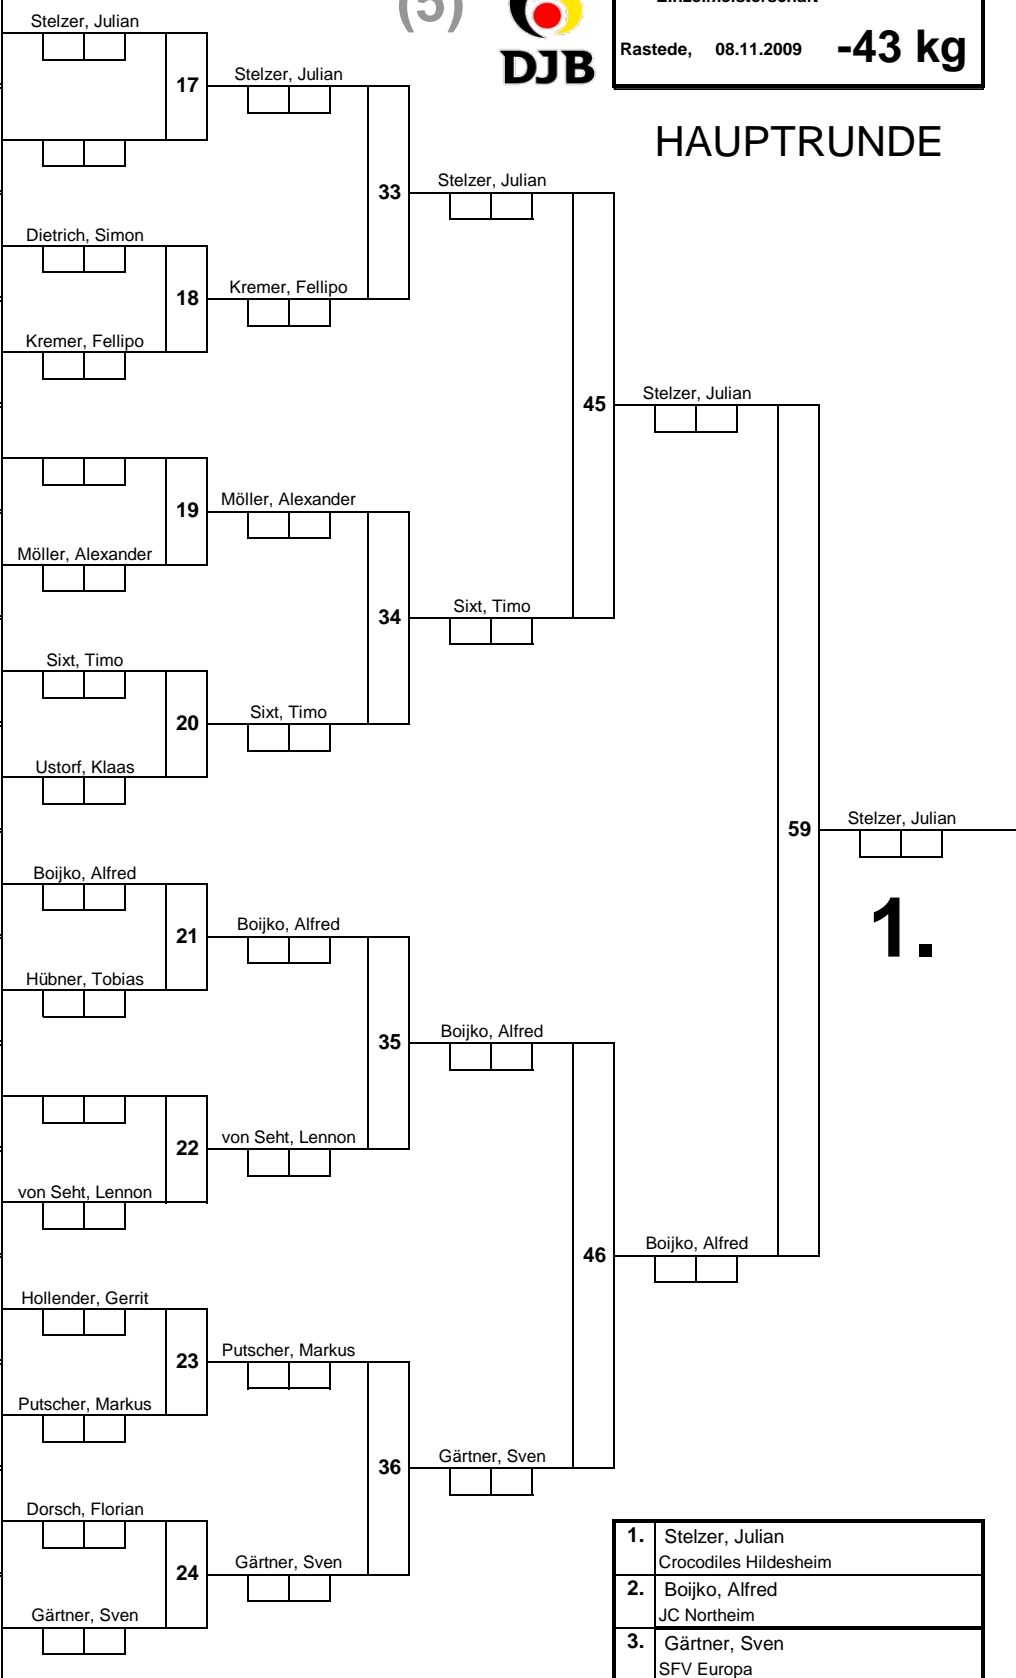 (5)
DJB
Rastede, 08.11.2009 -43 kg
HAUPTRUNDE
Stelzer, Julian
17
Stelzer, Julian
33
Stelzer, Julian
Dietrich, Simon
18
Kremer, Fellipo
Kremer, Fellipo
45
Stelzer, Julian
19
Möller, Alexander
Möller, Alexander
34
Sixt, Timo
Sixt, Timo
20
Sixt, Timo
Ustorf, Klaas
59
Stelzer, Julian
1.
Boijko, Alfred
21
Boijko, Alfred
Hübner, Tobias
35
Boijko, Alfred
22
von Seht, Lennon
von Seht, Lennon
46
Boijko, Alfred
Hollender, Gerrit
23
Putscher, Markus
Putscher, Markus
36
Gärtner, Sven
Dorsch, Florian
24
Gärtner, Sven
Gärtner, Sven
1. Stelzer, Julian
Crocodiles Hildesheim
2. Boijko, Alfred
JC Northeim
3. Gärtner, Sven
SFV Europa